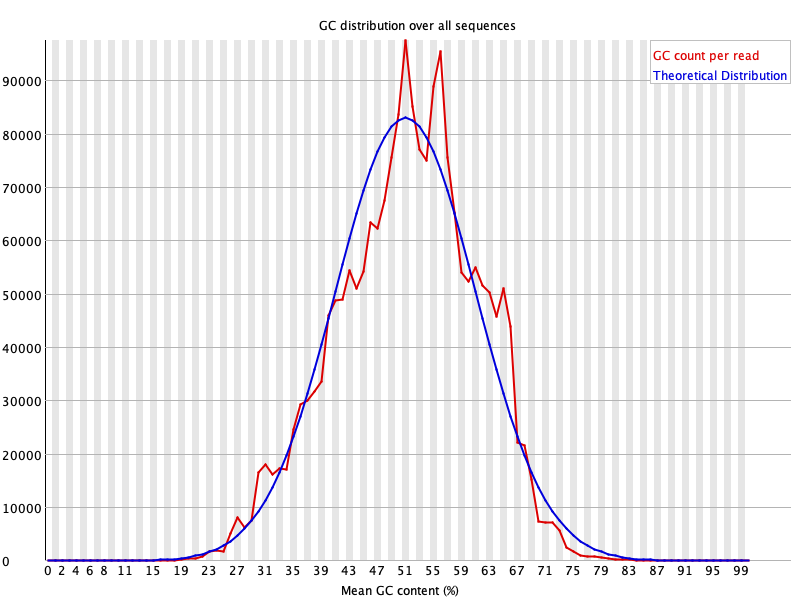 GC distribution over all sequences
GC count per read
Theoretical Distribution
90000
80000
70000
60000
50000
40000
30000
20000
10000
0
0 2 4 6 8 11 15 19 23 27 31 35 39 43 47 51 55 59 63 67 71 75 79 83 87 91 95 99
Mean GC content (%)